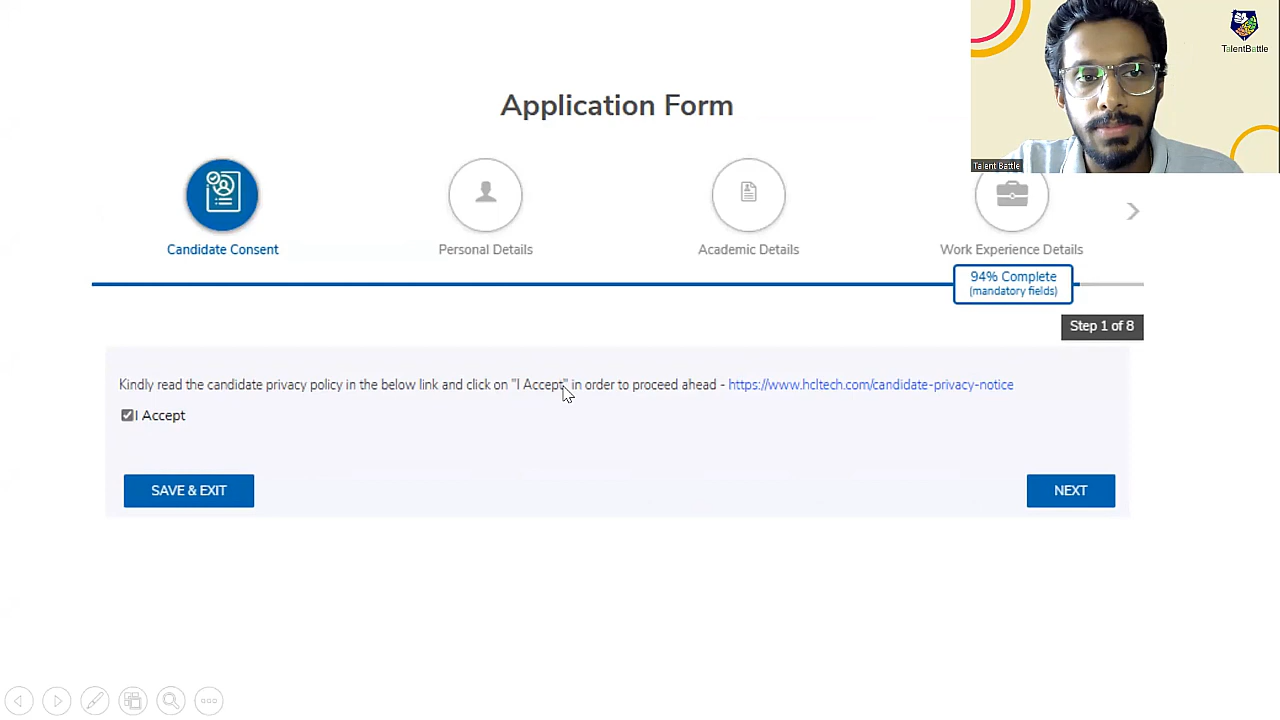 TalentBattle
Talent Battle
Application Form
Candidate Consent
Personal Details
Academic Details
Work Experience Details
94% Complete
(mandatory fields)
Step 1 of 8
Kindly read the candidate privacy policy in the below link and click on "I Accept" in order to proceed ahead - https://www.hcltech.com/candidate-privacy-notice
I Accept
SAVE & EXIT
NEXT